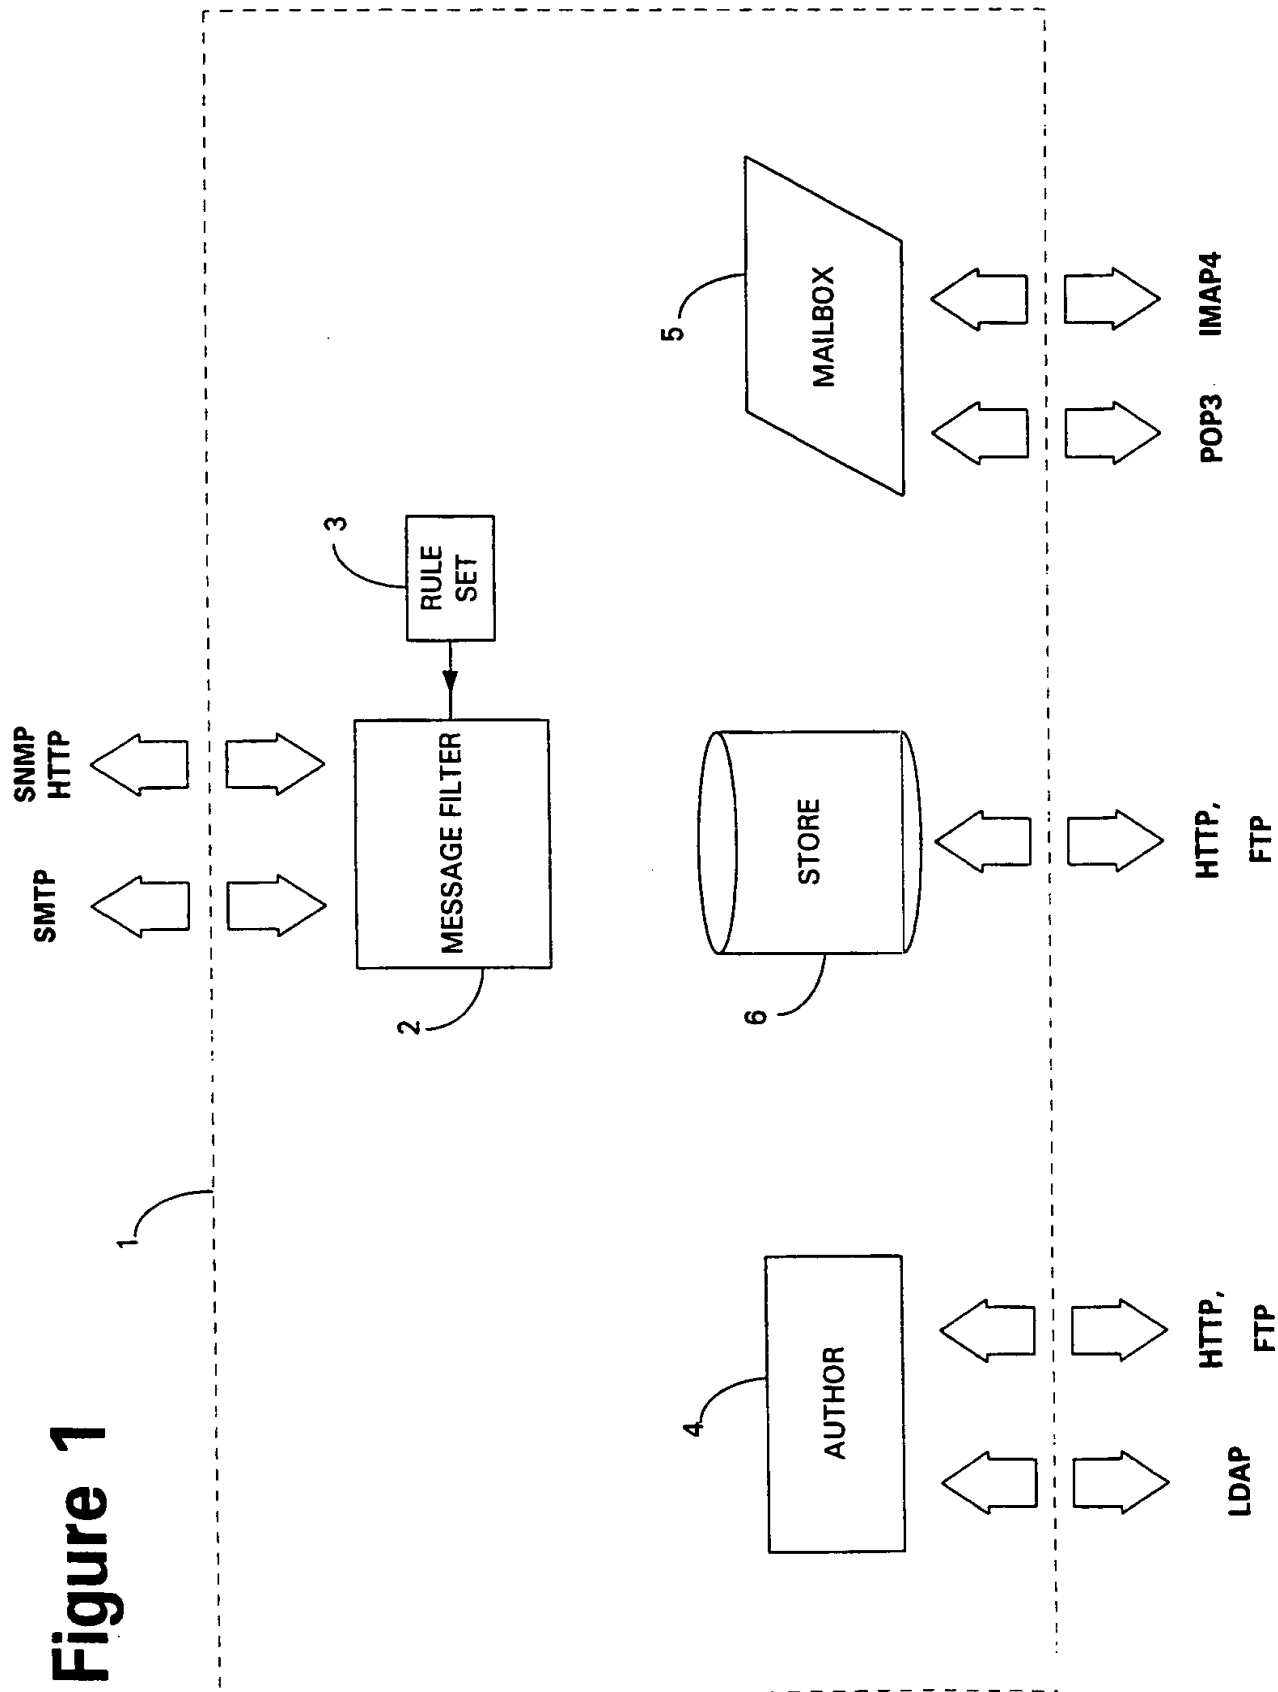 Figure 1
SMTP
SNMP
HTTP
1
2
MESSAGE FILTER
3
RULE
SET
4
AUTHOR
6
STORE
5
MAILBOX
LDAP
HTTP,
FTP
HTTP,
FTP
POP3
IMAP4